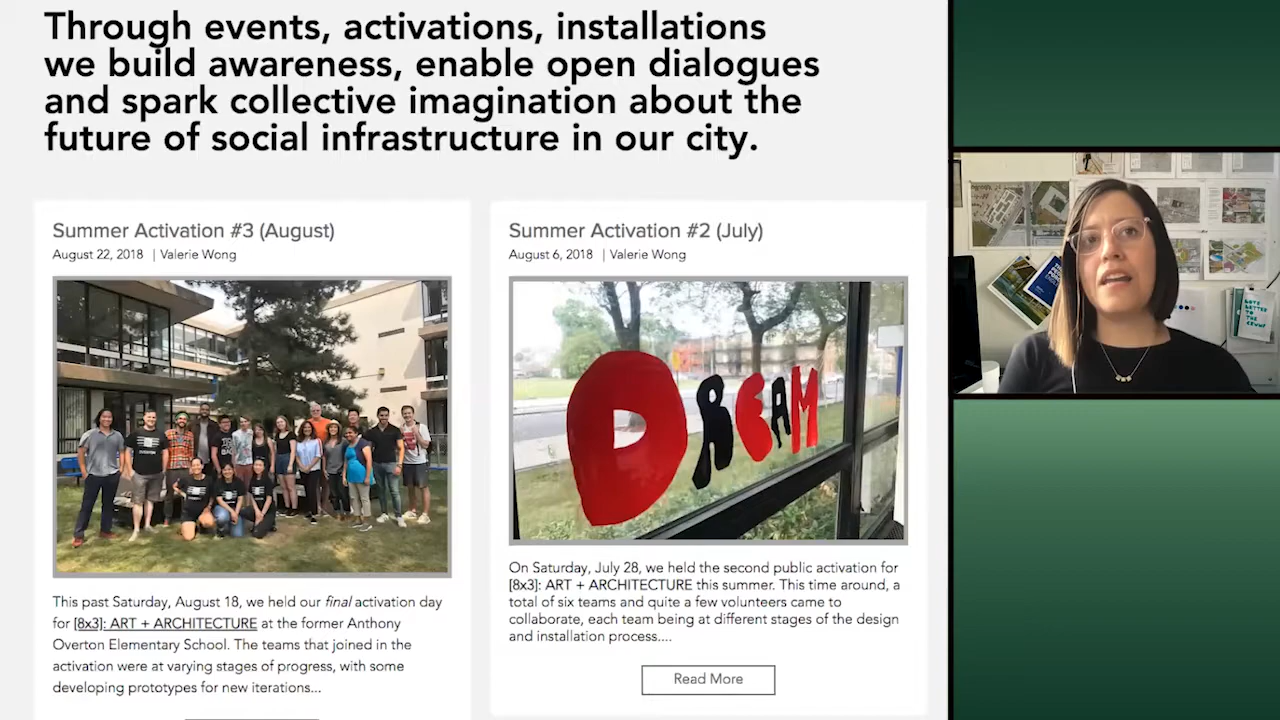 Through events, activations, installations
we build awareness, enable open dialogues
and spark collective imagination about the
future of social infrastructure in our city.
Summer Activation #3 (August)
August 22, 2018 | Valerie Wong
This past Saturday, August 18, we held our final activation day
for [8x3]: ART + ARCHITECTURE at the former Anthony
Overton Elementary School. The teams that joined in the
activation were at varying stages of progress, with some
developing prototypes for new iterations...
Summer Activation #2 (July)
August 6, 2018 | Valerie Wong
DREAM
On Saturday, July 28, we held the second public activation for
[8x3]: ART + ARCHITECTURE this summer. This time around, a
total of six teams and quite a few volunteers came to
collaborate, each team being at different stages of the design
and installation process....
Read More